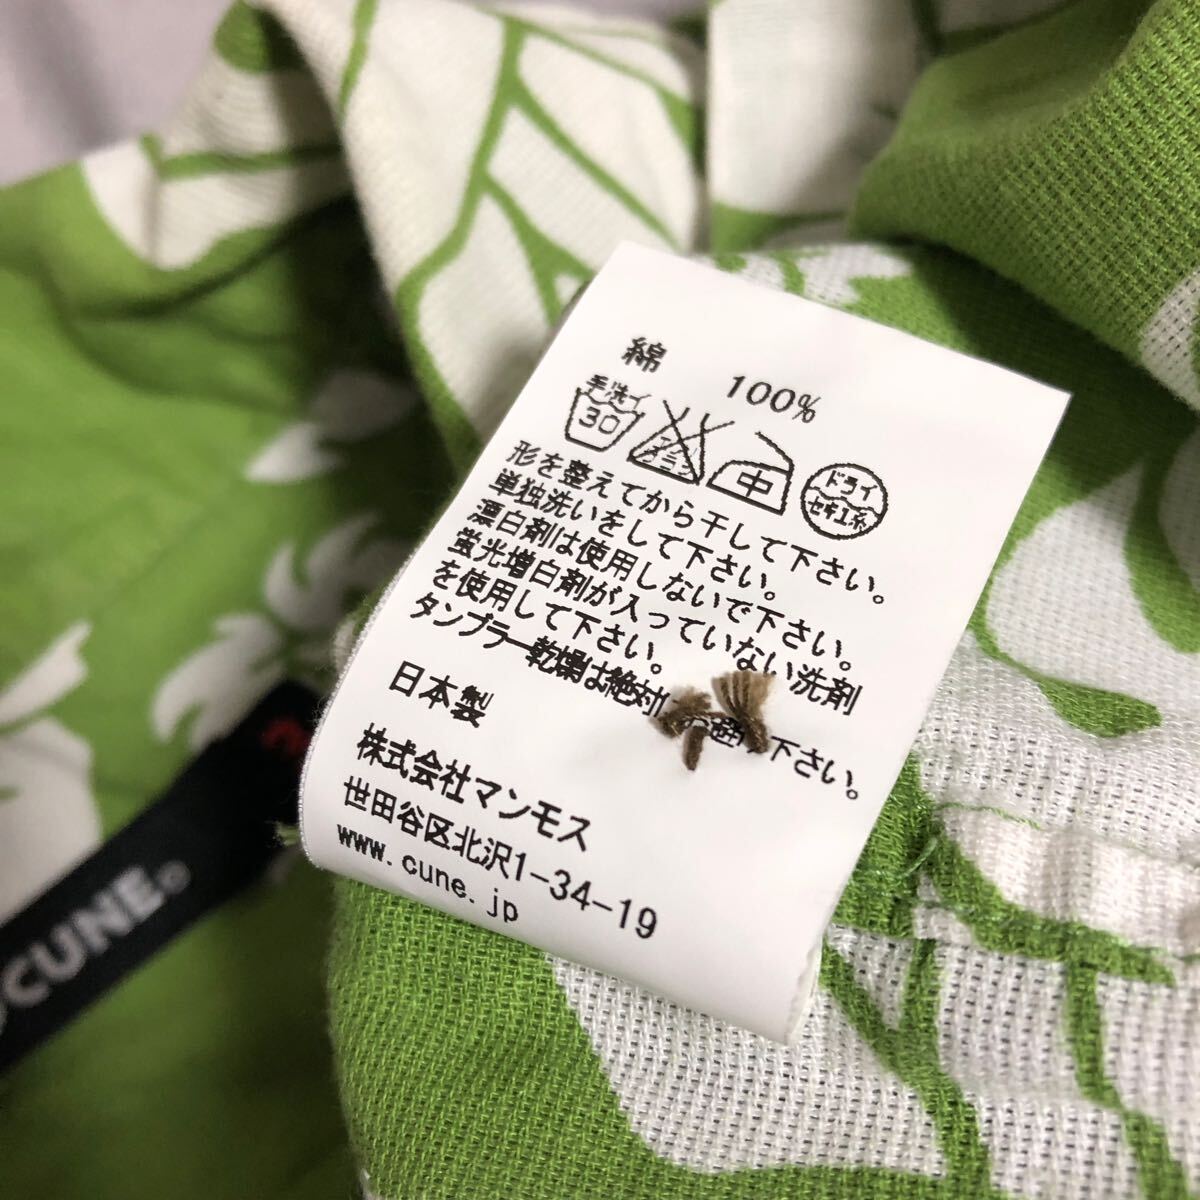 綿 100%
手洗イ
30
中
ドライ
セキユ系
形を整えてから干して下さい。
単独洗いをして下さい。
漂白剤は使用しないで下さい。
蛍光増白剤が入っていない洗剤
を使用して下さい。
タンブラー乾燥は絶対 下さい。
日本製
株式会社マンモス
世田谷区北沢1-34-19
www.cune.jp
CUNE.